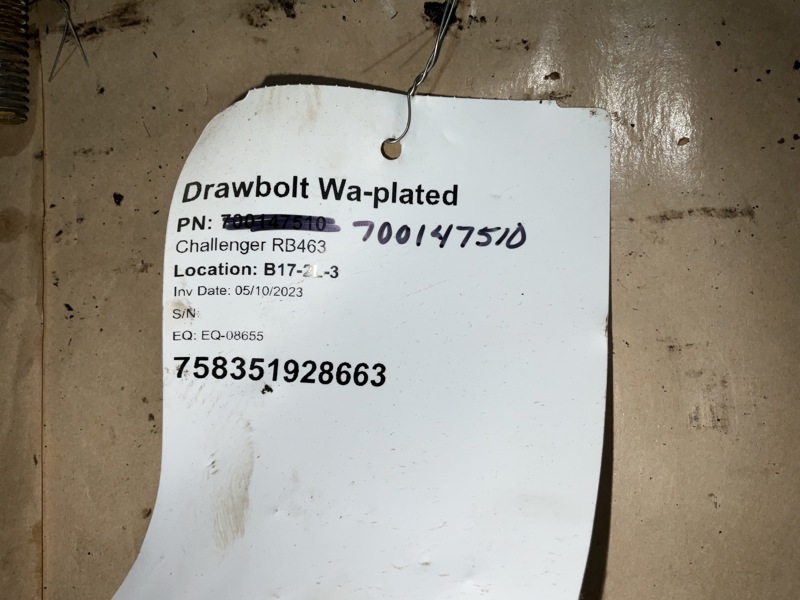 Drawbolt Wa-plated
PN: 700147510 700147510
Challenger RB463
Location: B17-2L-3
Inv Date: 05/10/2023
S/N:
EQ: EQ-08655
758351928663